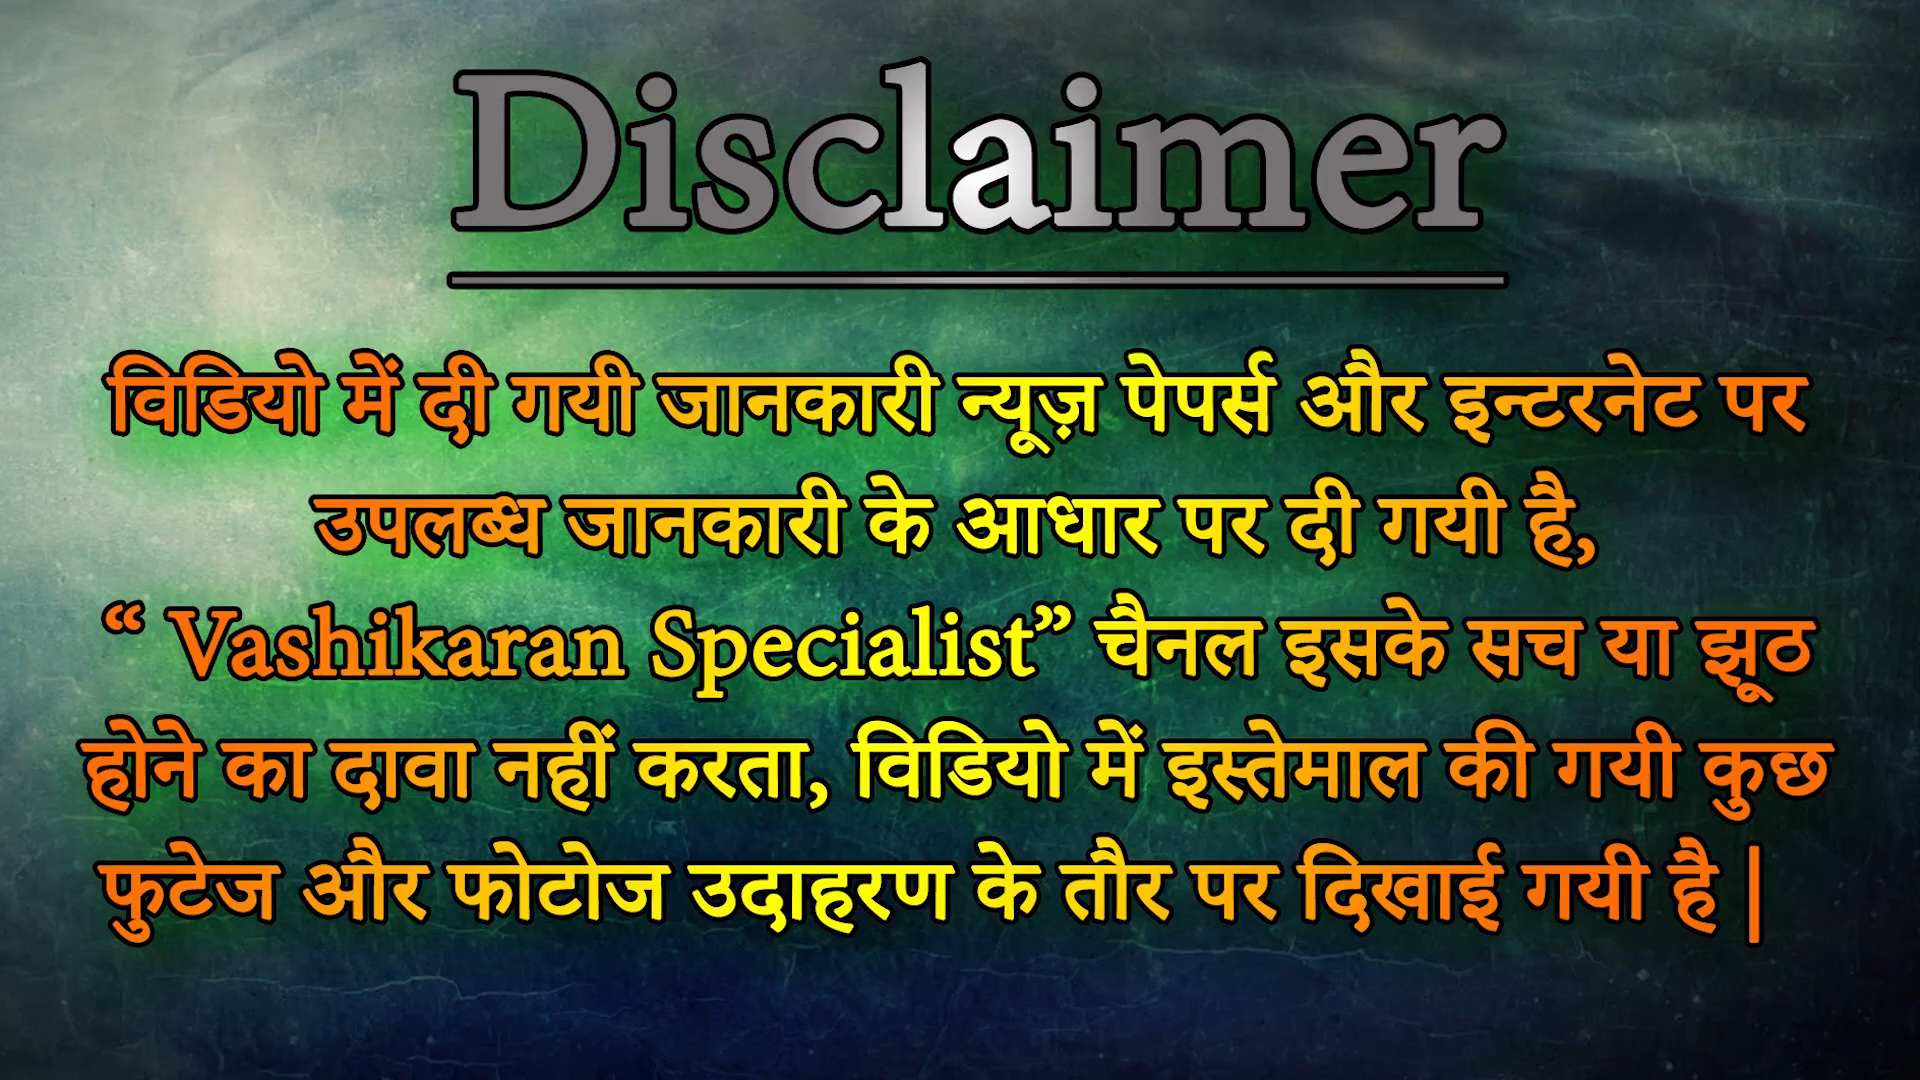 Disclaimer
विडियो में दी गयी जानकारी न्यूज़ पेपर्स और इन्टरनेट पर
उपलब्ध जानकारी के आधार पर दी गयी है,
“ Vashikaran Specialist” चैनल इसके सच या झूठ
होने का दावा नहीं करता, विडियो में इस्तेमाल की गयी कुछ
फुटेज और फोटोज उदाहरण के तौर पर दिखाई गयी है |